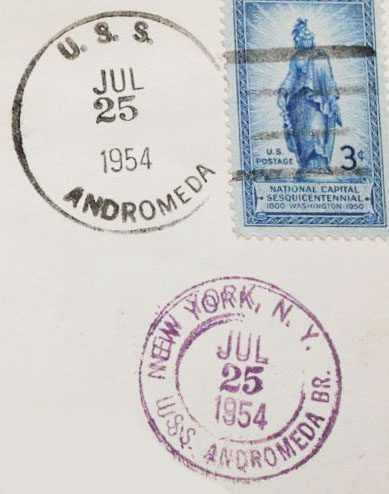 U. S. S.
JUL
25
1954
ANDROMEDA
U.S.
POSTAGE
3¢
NATIONAL CAPITAL
SESQUICENTENNIAL
1800 WASHINGTON 1950
NEW YORK, N. Y.
JUL
25
1954
U.S.S. ANDROMEDA BR.